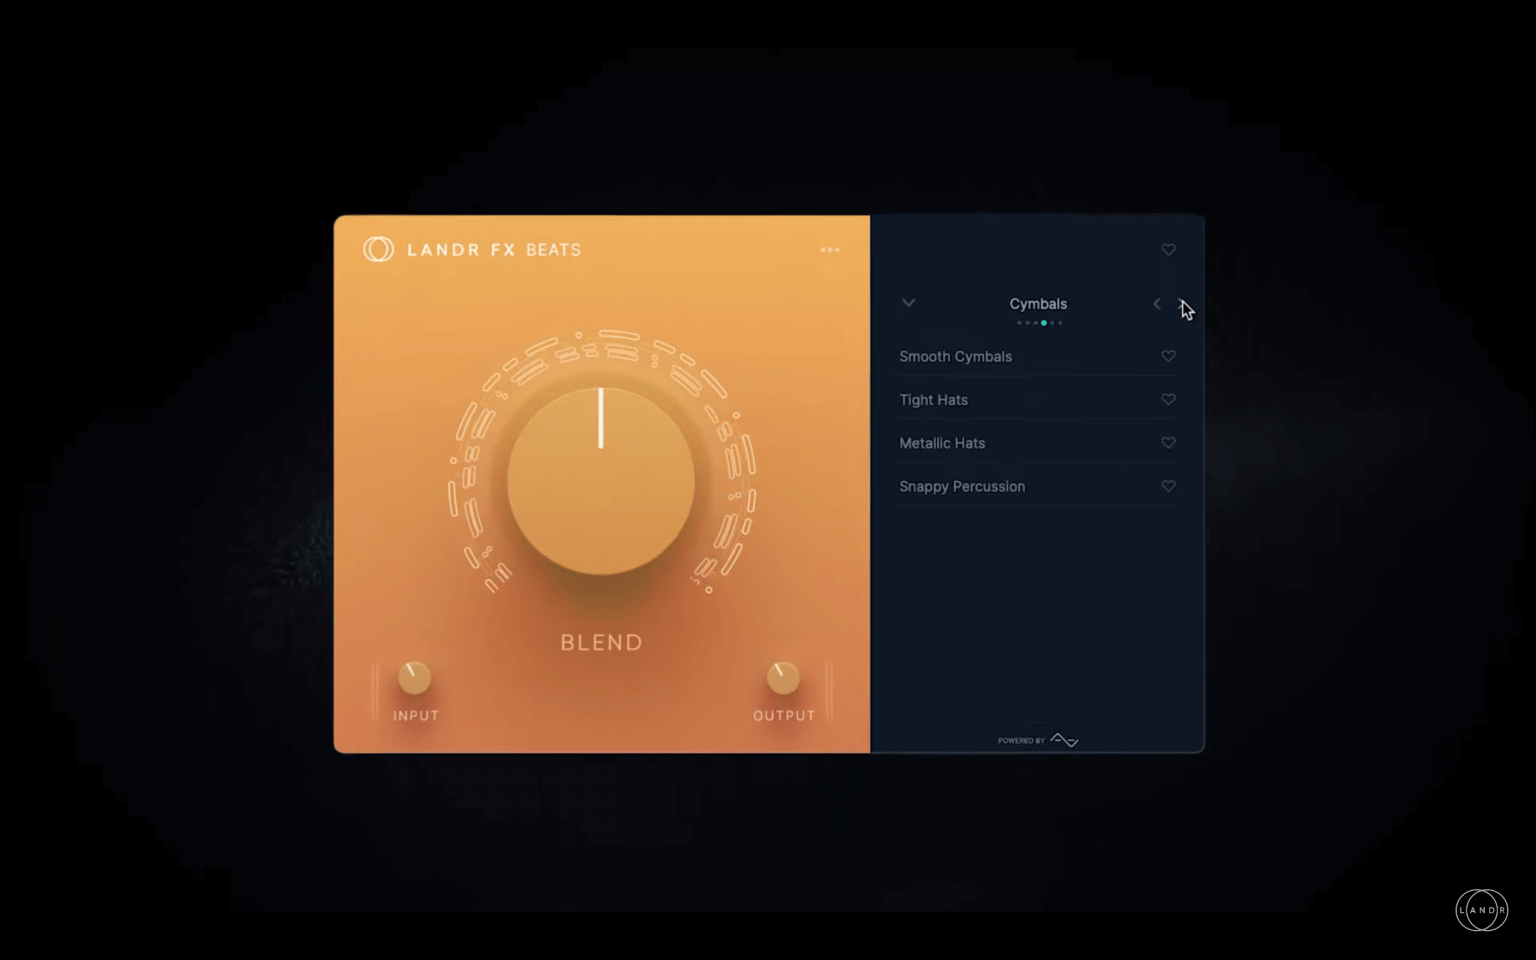 LANDR FX BEATS
Cymbals
Smooth Cymbals
Tight Hats
Metallic Hats
Snappy Percussion
BLEND
INPUT
OUTPUT
POWERED BY
LANDR